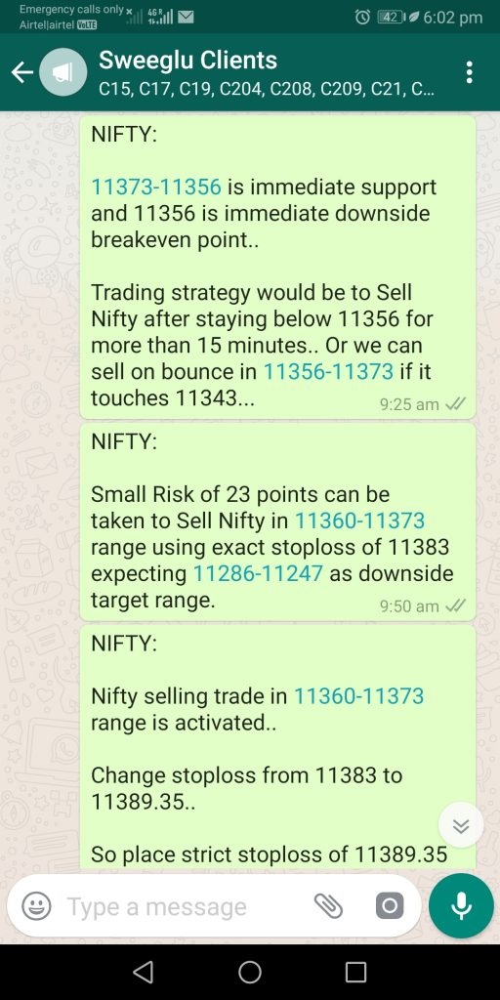 Emergency calls only
Airtel|airtel VoLTE
4G R
42
6:02 pm
Sweeglu Clients
C15, C17, C19, C204, C208, C209, C21, C...
NIFTY:
11373-11356 is immediate support
and 11356 is immediate downside
breakeven point..
Trading strategy would be to Sell
Nifty after staying below 11356 for
more than 15 minutes.. Or we can
sell on bounce in 11356-11373 if it
touches 11343...
9:25 am
NIFTY:
Small Risk of 23 points can be
taken to Sell Nifty in 11360-11373
range using exact stoploss of 11383
expecting 11286-11247 as downside
target range.
9:50 am
NIFTY:
Nifty selling trade in 11360-11373
range is activated..
Change stoploss from 11383 to
11389.35..
So place strict stoploss of 11389.35
Type a message